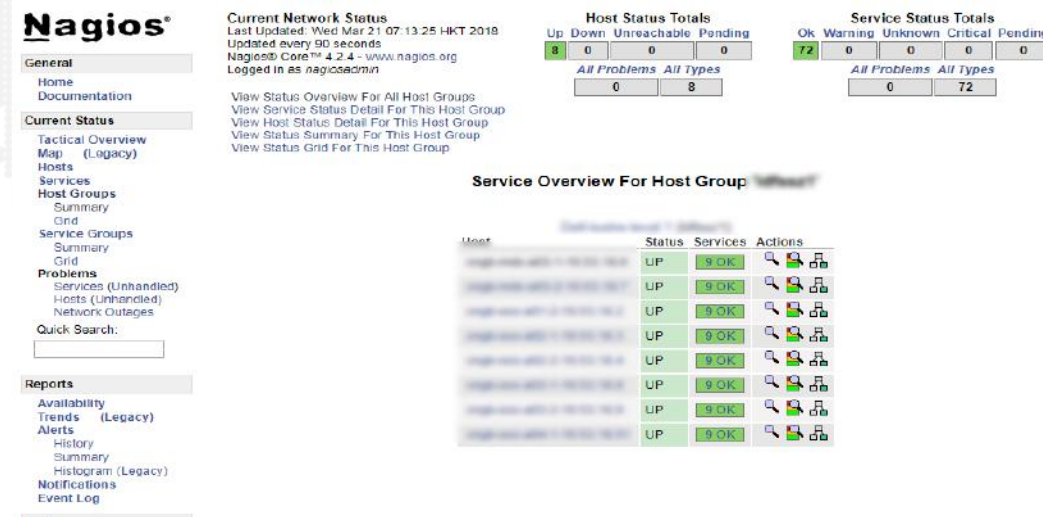 Nagios®
General
Home
Documentation
Current Status
Tactical Overview
Map (Legacy)
Hosts
Services
Host Groups
Summary
Grid
Service Groups
Summary
Grid
Problems
Services (Unhandled)
Hosts (Unhandled)
Network Outages
Quick Search:
Reports
Availability
Trends (Legacy)
Alerts
History
Summary
Histogram (Legacy)
Notifications
Event Log
Current Network Status
Last Updated: Wed Mar 21 07:13:25 HKT 2018
Updated every 90 seconds
Nagios® Core™ 4.2.4 - www.nagios.org
Logged in as nagiosadmin
View Status Overview For All Host Groups
View Service Status Detail For This Host Group
View Host Status Detail For This Host Group
View Status Summary For This Host Group
View Status Grid For This Host Group
Host Status Totals
Up Down Unreachable Pending
8 0 0 0
All Problems All Types
0 8
Service Status Totals
Ok Warning Unknown Critical Pending
72 0 0 0 0
All Problems All Types
0 72
Service Overview For Host Group
Host Status Services Actions
UP 9 OK
UP 9 OK
UP 9 OK
UP 9 OK
UP 9 OK
UP 9 OK
UP 9 OK
UP 9 OK